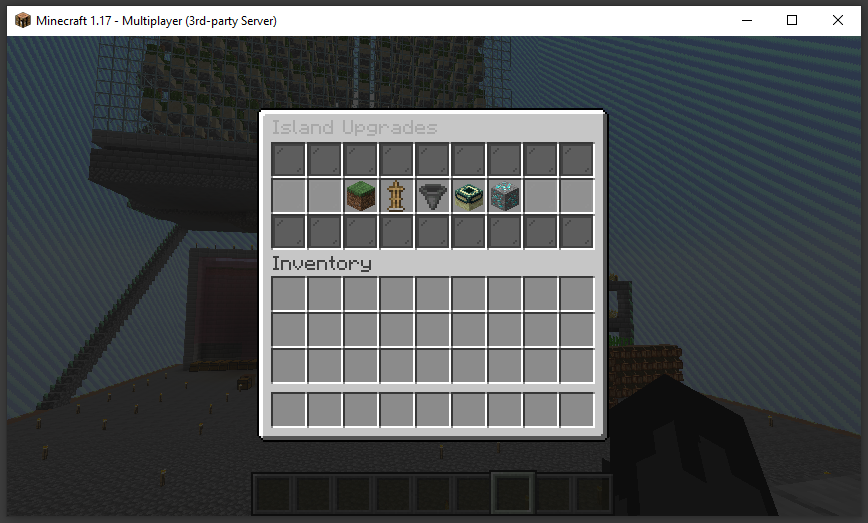 Minecraft 1.17 - Multiplayer (3rd-party Server)
Island Upgrades
Inventory